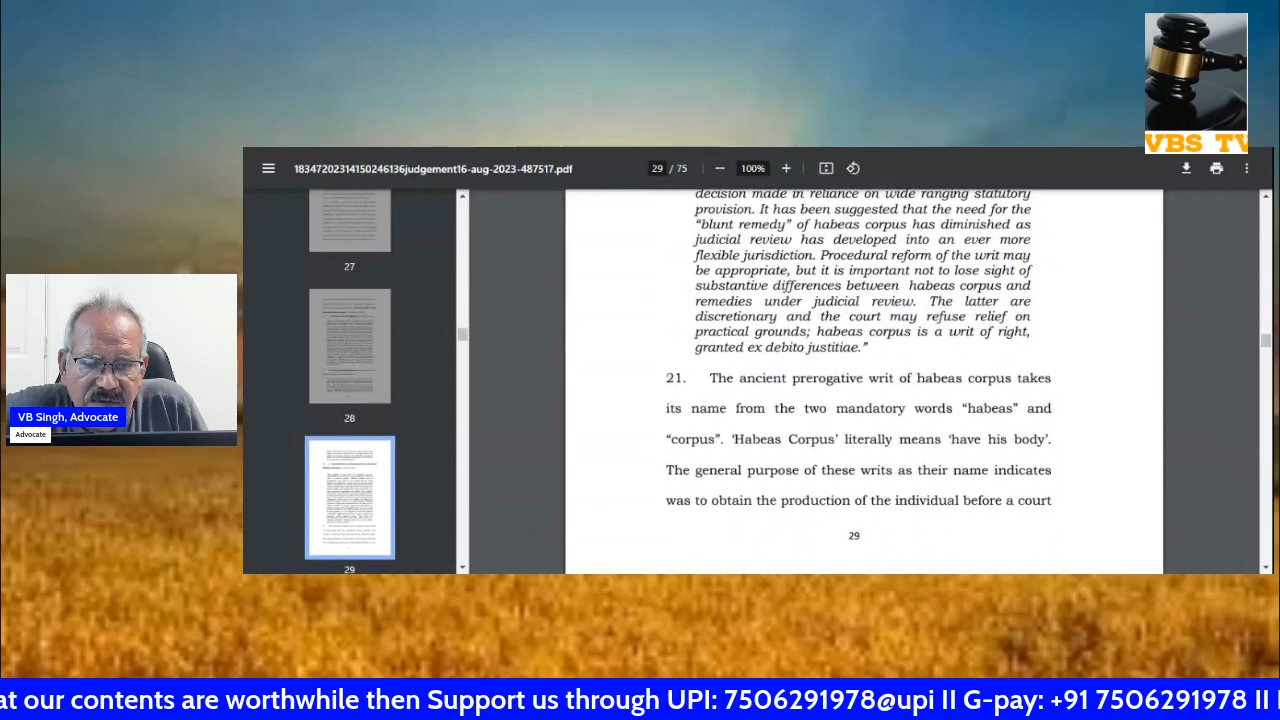 VBS TV
18347202314150246136judgement16-aug-2023-487517.pdf
29 / 75
100%
27
28
29
decision made in reliance on wide ranging statutory
provision. It has been suggested that the need for the
“blunt remedy” of habeas corpus has diminished as
judicial review has developed into an ever more
flexible jurisdiction. Procedural reform of the writ may
be appropriate, but it is important not to lose sight of
substantive differences between habeas corpus and
remedies under judicial review. The latter are
discretionary and the court may refuse relief on
practical grounds; habeas corpus is a writ of right,
granted ex debito justitiae.”
21. The ancient prerogative writ of habeas corpus takes
its name from the two mandatory words “habeas” and
“corpus”. ‘Habeas Corpus’ literally means ‘have his body’.
The general purpose of these writs as their name indicates
was to obtain the production of the individual before a court
29
VB Singh, Advocate
Advocate
at our contents are worthwhile then Support us through UPI: 7506291978@upi II G-pay: +91 7506291978 II